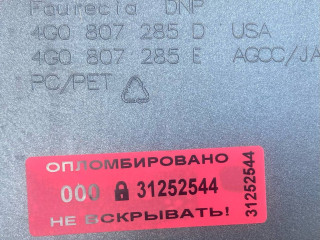 Faurecia DNP
4G0 807 285 D USA
4G0 807 285 E AGCC/JA
PC/PET
ОПЛОМБИРОВАНО
000 31252544
НЕ ВСКРЫВАТЬ!
31252544